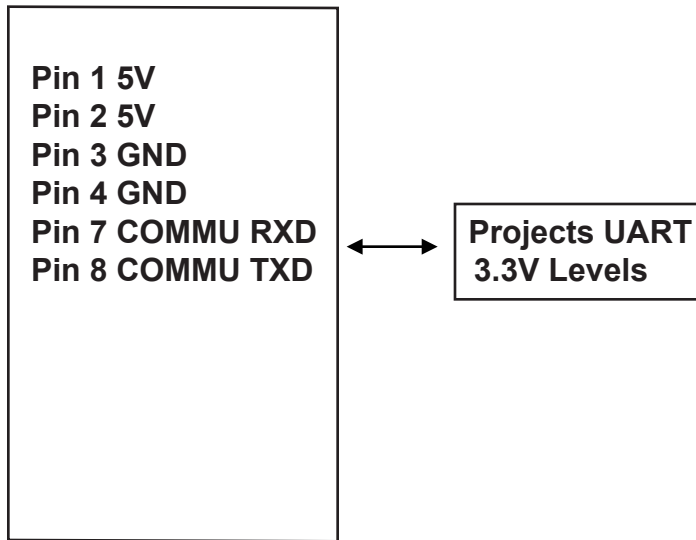 Pin 1 5V
Pin 2 5V
Pin 3 GND
Pin 4 GND
Pin 7 COMMU RXD
Pin 8 COMMU TXD
Projects UART
3.3V Levels